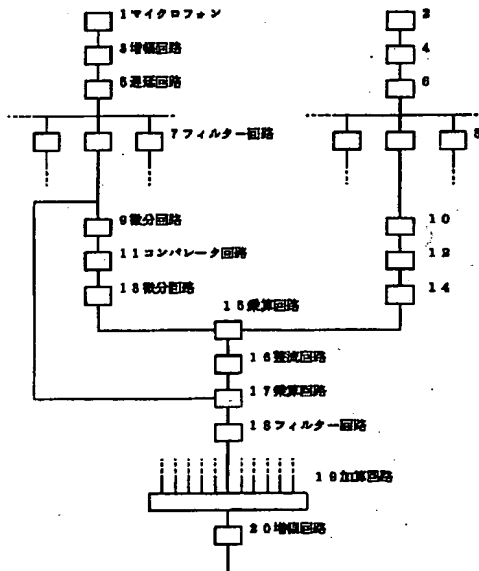 1マイクロフォン
2
3増幅回路
4
5遅延回路
6
7フィルター回路
8
9微分回路
10
11コンパレータ回路
12
13微分回路
14
15乗算回路
16整流回路
17乗算回路
18フィルター回路
19加算回路
20増幅回路